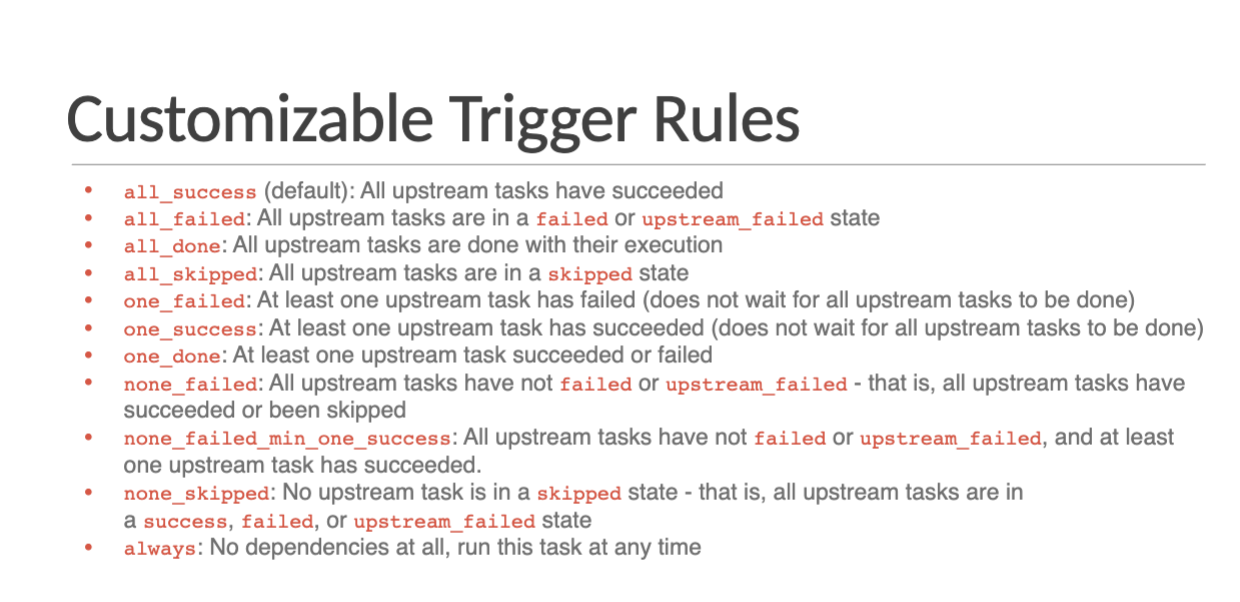 Customizable Trigger Rules
• all_success (default): All upstream tasks have succeeded
• all_failed: All upstream tasks are in a failed or upstream_failed state
• all_done: All upstream tasks are done with their execution
• all_skipped: All upstream tasks are in a skipped state
• one_failed: At least one upstream task has failed (does not wait for all upstream tasks to be done)
• one_success: At least one upstream task has succeeded (does not wait for all upstream tasks to be done)
• one_done: At least one upstream task succeeded or failed
• none_failed: All upstream tasks have not failed or upstream_failed - that is, all upstream tasks have
succeeded or been skipped
• none_failed_min_one_success: All upstream tasks have not failed or upstream_failed, and at least
one upstream task has succeeded.
• none_skipped: No upstream task is in a skipped state - that is, all upstream tasks are in
a success, failed, or upstream_failed state
• always: No dependencies at all, run this task at any time